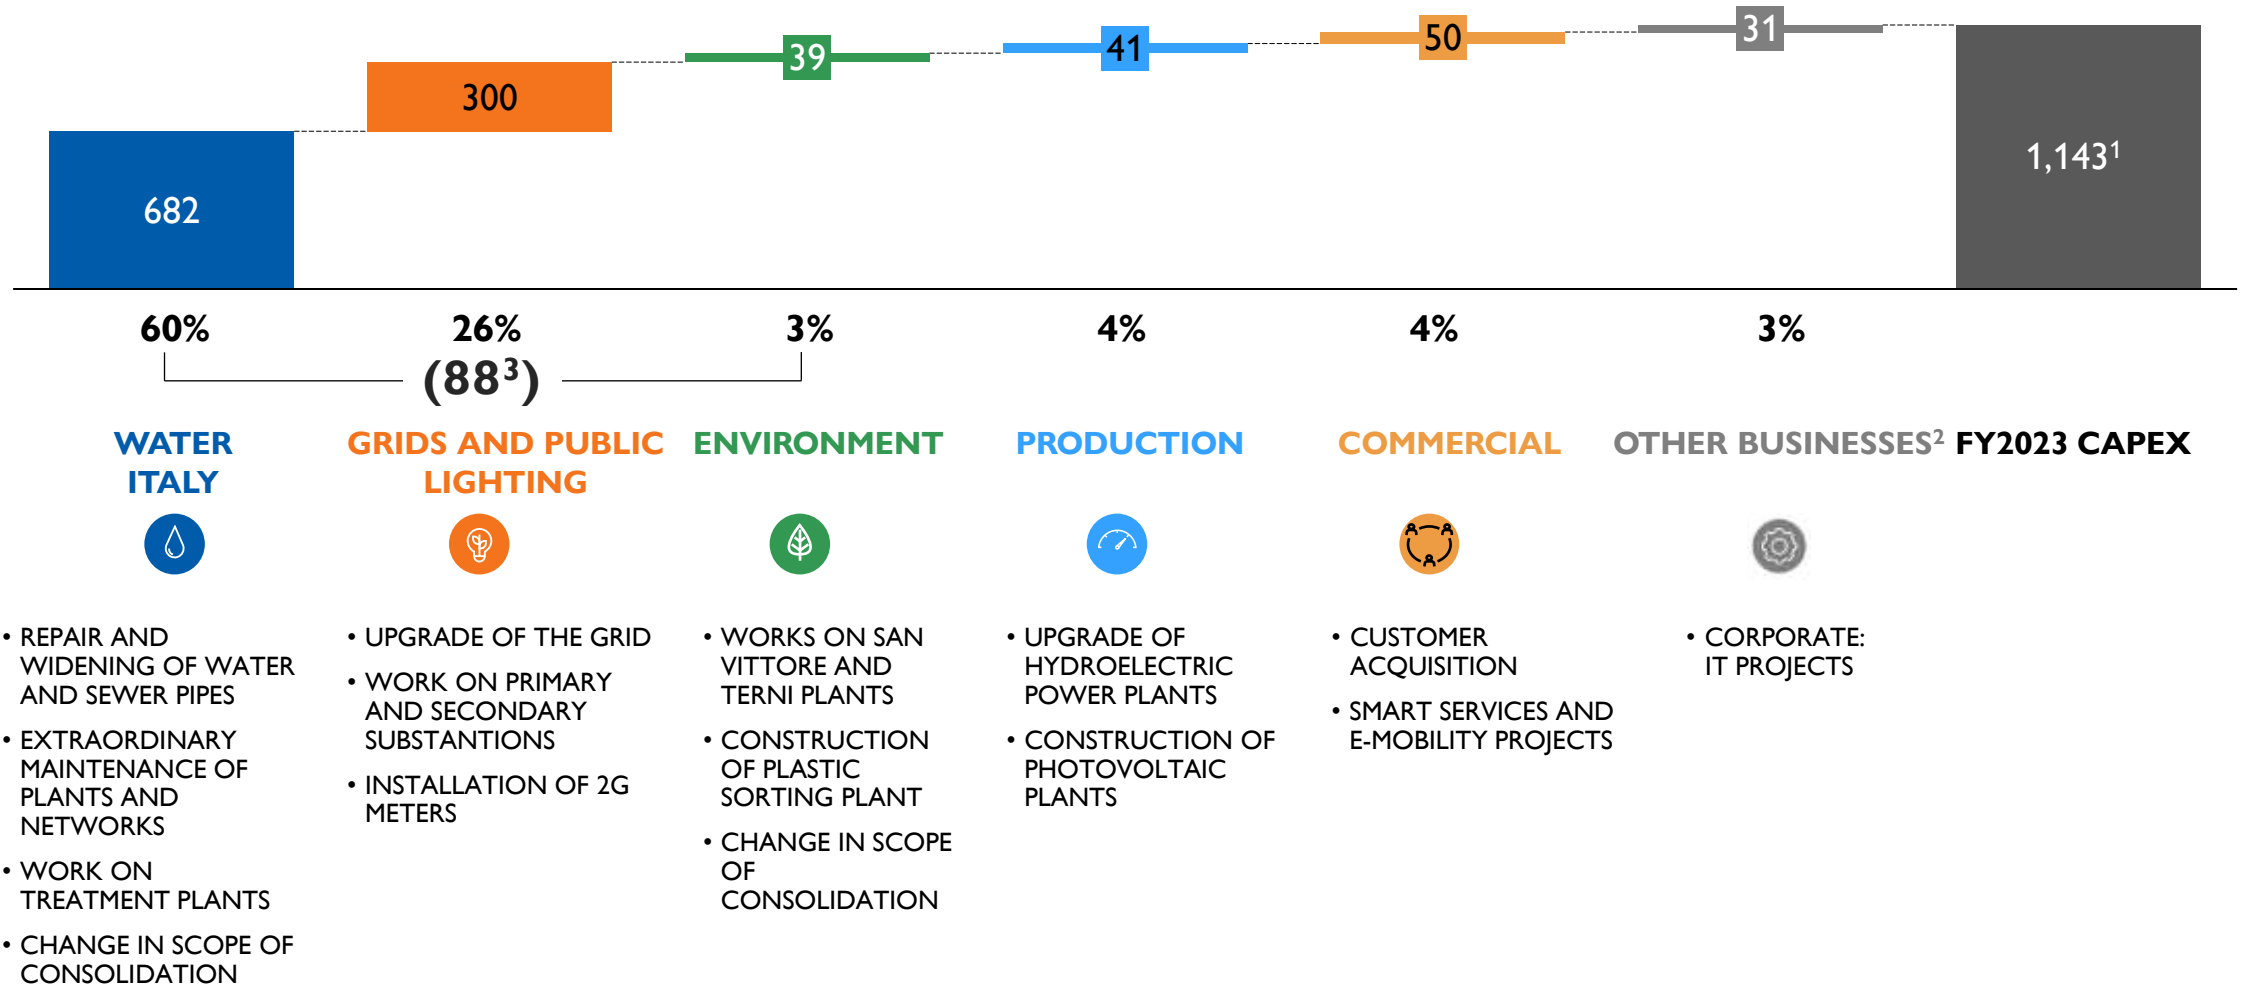 682
300
39
41
50
31
1,143¹
60%
26%
3%
4%
4%
3%
(88³)
WATER
ITALY
GRIDS AND PUBLIC
LIGHTING
ENVIRONMENT
PRODUCTION
COMMERCIAL
OTHER BUSINESSES²
FY2023 CAPEX
• REPAIR AND
WIDENING OF WATER
AND SEWER PIPES
• EXTRAORDINARY
MAINTENANCE OF
PLANTS AND
NETWORKS
• WORK ON
TREATMENT PLANTS
• CHANGE IN SCOPE OF
CONSOLIDATION
• UPGRADE OF THE GRID
• WORK ON PRIMARY
AND SECONDARY
SUBSTANTIONS
• INSTALLATION OF 2G
METERS
• WORKS ON SAN
VITTORE AND
TERNI PLANTS
• CONSTRUCTION
OF PLASTIC
SORTING PLANT
• CHANGE IN SCOPE
OF
CONSOLIDATION
• UPGRADE OF
HYDROELECTRIC
POWER PLANTS
• CONSTRUCTION OF
PHOTOVOLTAIC
PLANTS
• CUSTOMER
ACQUISITION
• SMART SERVICES AND
E-MOBILITY PROJECTS
• CORPORATE:
IT PROJECTS